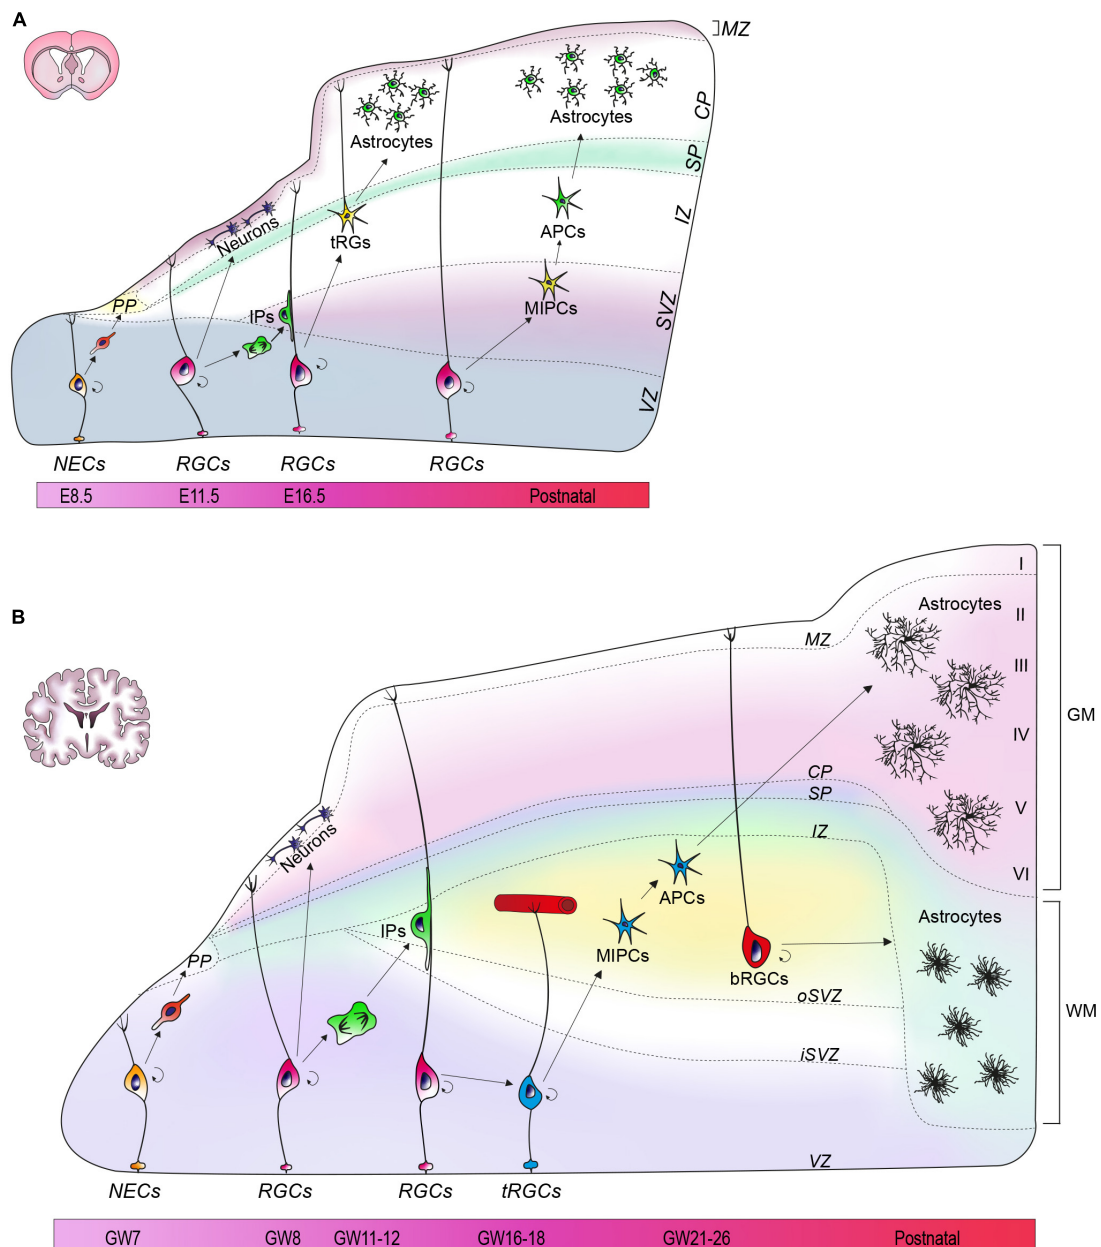 A
MZ
CP
Astrocytes
Astrocytes
SP
Neurons
IZ
tRGs
APCs
PP
IPs
MIPCs
SVZ
VZ
NECs RGCs RGCs RGCs
E8.5 E11.5 E16.5 Postnatal
B
I
Astrocytes
II
MZ
III
GM
IV
CP
SP
V
IZ
Neurons
VI
APCs
Astrocytes
IPs
MIPCs
PP
bRGCs
oSVZ
WM
iSVZ
VZ
NECs RGCs RGCs tRGCs
GW7 GW8 GW11-12 GW16-18 GW21-26 Postnatal